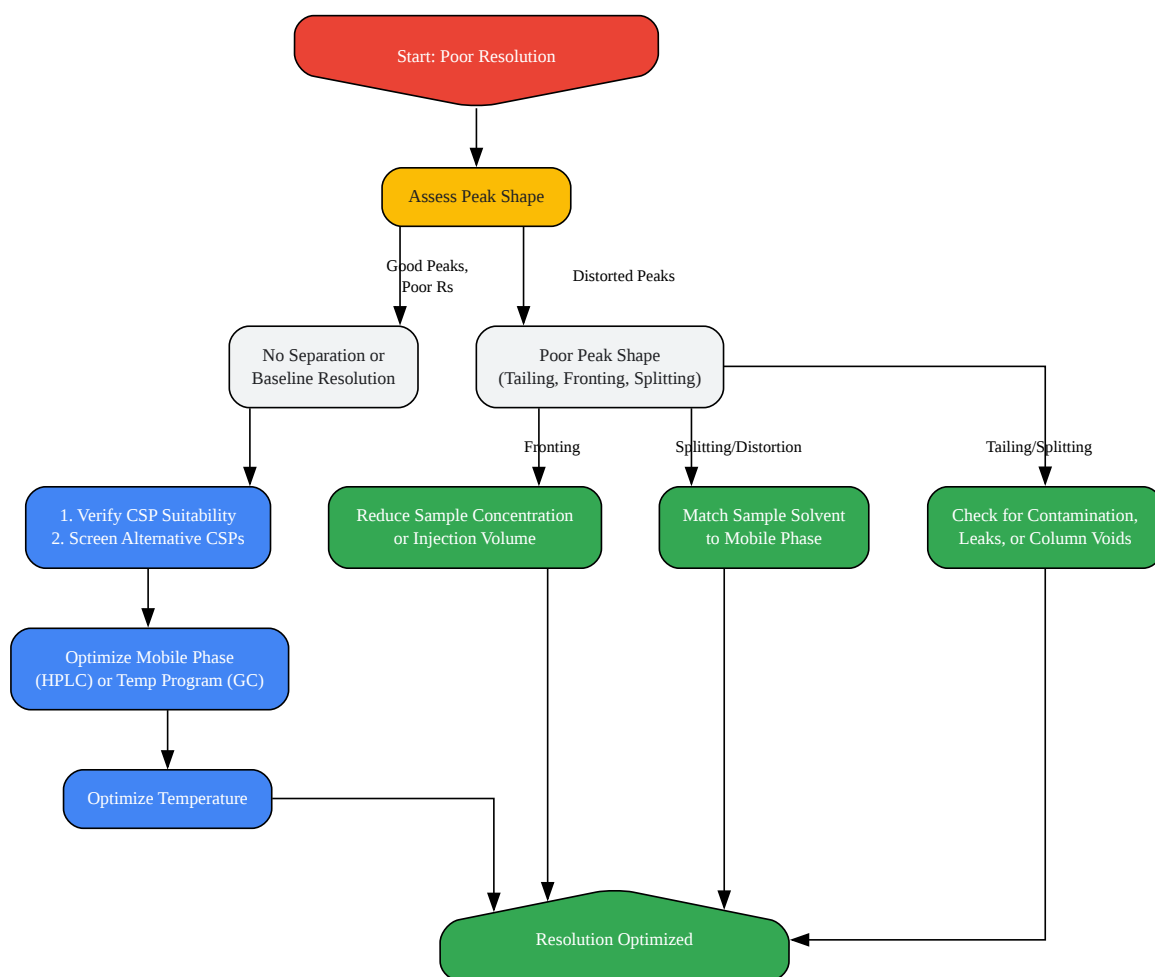 Start: Poor Resolution
Assess Peak Shape
Good Peaks,
Poor Rs
Distorted Peaks
No Separation or
Baseline Resolution
Poor Peak Shape
(Tailing, Fronting, Splitting)
Fronting
Splitting/Distortion
Tailing/Splitting
1. Verify CSP Suitability
2. Screen Alternative CSPs
Reduce Sample Concentration
or Injection Volume
Match Sample Solvent
to Mobile Phase
Check for Contamination,
Leaks, or Column Voids
Optimize Mobile Phase
(HPLC) or Temp Program (GC)
Optimize Temperature
Resolution Optimized